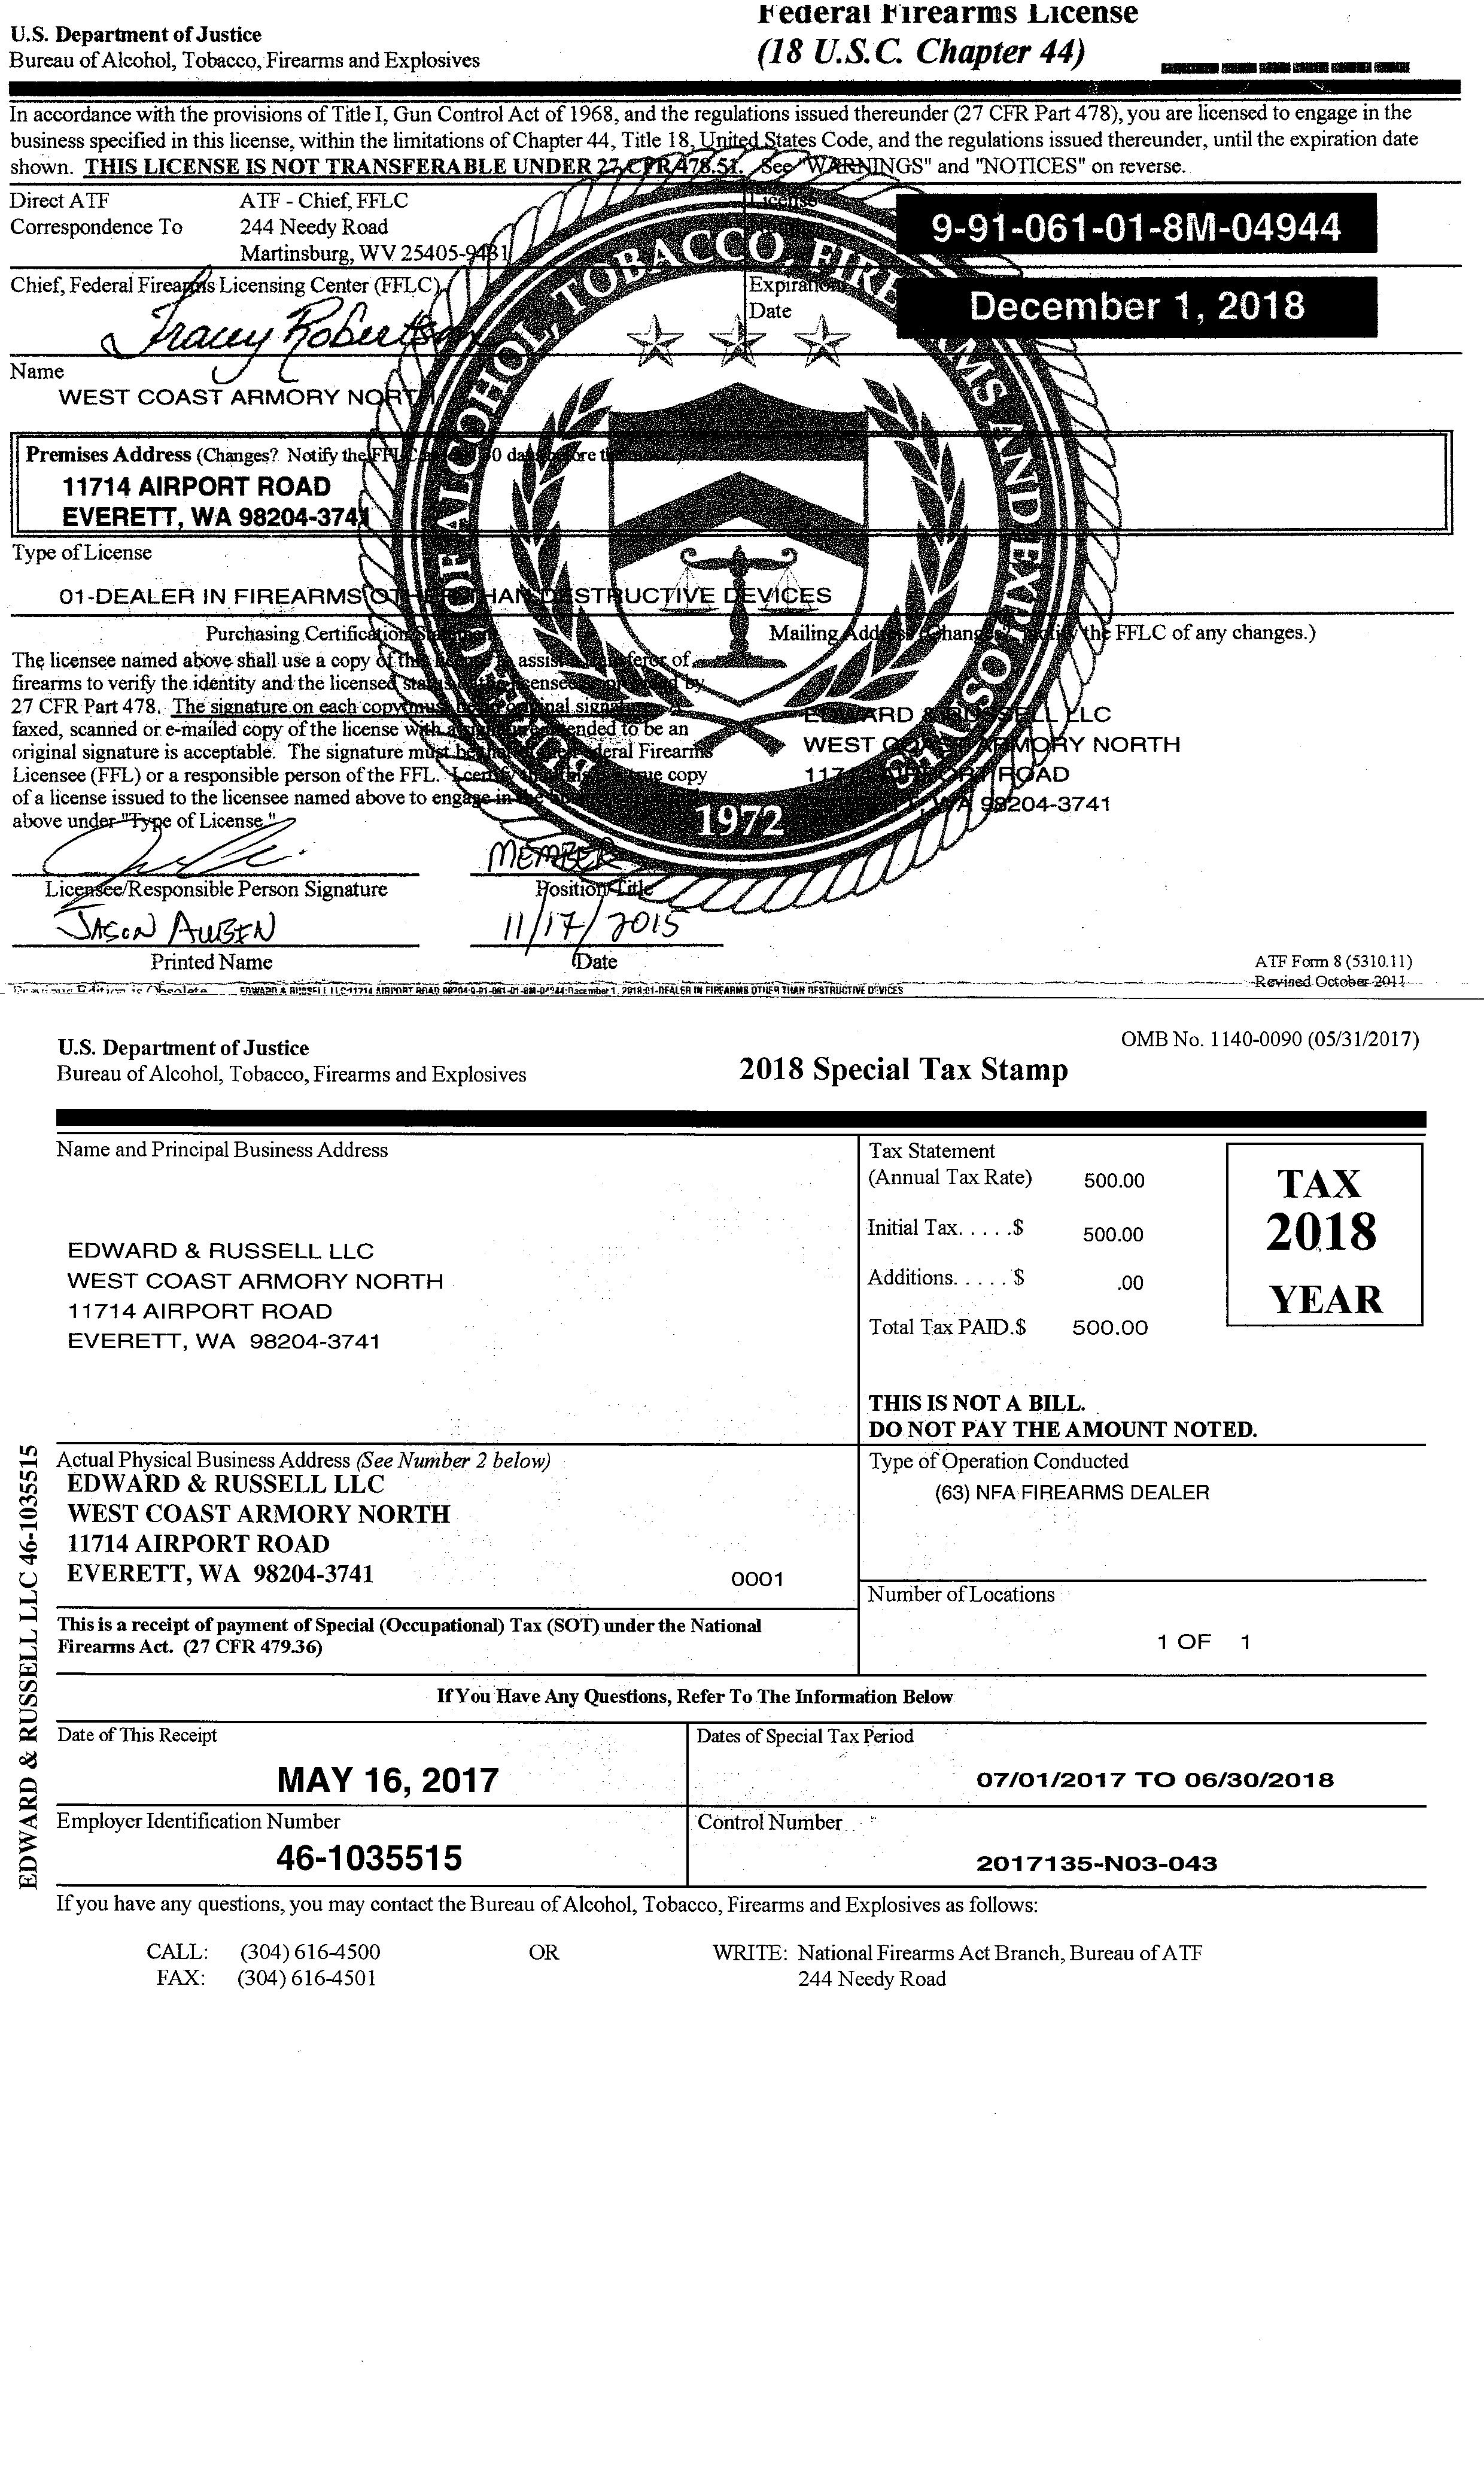 Federal Firearms License
(18 U.S.C. Chapter 44)
U.S. Department of Justice
Bureau of Alcohol, Tobacco, Firearms and Explosives
In accordance with the provisions of Title I, Gun Control Act of 1968, and the regulations issued thereunder (27 CFR Part 478), you are licensed to engage in the
business specified in this license, within the limitations of Chapter 44, Title 18, United States Code, and the regulations issued thereunder, until the expiration date
shown. THIS LICENSE IS NOT TRANSFERABLE UNDER 27 CFR 478.51. See "WARNINGS" and "NOTICES" on reverse.
Direct ATF
Correspondence To
ATF - Chief, FFLC
244 Needy Road
Martinsburg, WV 25405-9431
License
9-91-061-01-8M-04944
Chief, Federal Firearms Licensing Center (FFLC)
Tracey Robertson
Expiration
Date
December 1, 2018
Name
WEST COAST ARMORY NORTH
Premises Address (Changes? Notify the FFLC
11714 AIRPORT ROAD
EVERETT, WA 98204-3741
Type of License
01-DEALER IN FIREARMS OTHER THAN DESTRUCTIVE DEVICES
Purchasing Certification Statement
The licensee named above shall use a copy of this license to assist a transferor of
firearms to verify the identity and the licensed status of the licensee as provided by
27 CFR Part 478. The signature on each copy must be an original signature. A
faxed, scanned or e-mailed copy of the license with a signature intended to be an
original signature is acceptable. The signature must be that of the Federal Firearms
Licensee (FFL) or a responsible person of the FFL. I certify that this is a true copy
of a license issued to the licensee named above to engage in the
above under "Type of License."
Mailing Address (Changes? Notify the FFLC of any changes.)
EDWARD & RUSSELL LLC
WEST COAST ARMORY NORTH
11714 AIRPORT ROAD
EVERETT, WA 98204-3741
BUREAU OF ALCOHOL, TOBACCO, FIREARMS AND EXPLOSIVES
1972
Licensee/Responsible Person Signature
MEMBER
Position/Title
JASON AUBEN
Printed Name
11/17/2015
Date
ATF Form 8 (5310.11)
Revised October 2011
Previous Edition is Obsolete
EDWARD & RUSSELL LLC:11714 AIRPORT ROAD 98204:9-91-061-01-8M-04944:December 1, 2018:01-DEALER IN FIREARMS OTHER THAN DESTRUCTIVE DEVICES
OMB No. 1140-0090 (05/31/2017)
U.S. Department of Justice
Bureau of Alcohol, Tobacco, Firearms and Explosives
2018 Special Tax Stamp
Name and Principal Business Address
EDWARD & RUSSELL LLC
WEST COAST ARMORY NORTH
11714 AIRPORT ROAD
EVERETT, WA 98204-3741
Tax Statement
(Annual Tax Rate) 500.00
Initial Tax. . . . .$ 500.00
Additions. . . . . $ .00
Total Tax PAID.$ 500.00
TAX
2018
YEAR
THIS IS NOT A BILL.
DO NOT PAY THE AMOUNT NOTED.
Actual Physical Business Address (See Number 2 below)
EDWARD & RUSSELL LLC
WEST COAST ARMORY NORTH
11714 AIRPORT ROAD
EVERETT, WA 98204-3741
0001
Type of Operation Conducted
(63) NFA FIREARMS DEALER
This is a receipt of payment of Special (Occupational) Tax (SOT) under the National
Firearms Act. (27 CFR 479.36)
Number of Locations
1 OF 1
If You Have Any Questions, Refer To The Information Below
Date of This Receipt
MAY 16, 2017
Dates of Special Tax Period
07/01/2017 TO 06/30/2018
Employer Identification Number
46-1035515
Control Number
2017135-N03-043
EDWARD & RUSSELL LLC 46-1035515
If you have any questions, you may contact the Bureau of Alcohol, Tobacco, Firearms and Explosives as follows:
CALL: (304) 616-4500
FAX: (304) 616-4501
OR
WRITE: National Firearms Act Branch, Bureau of ATF
244 Needy Road